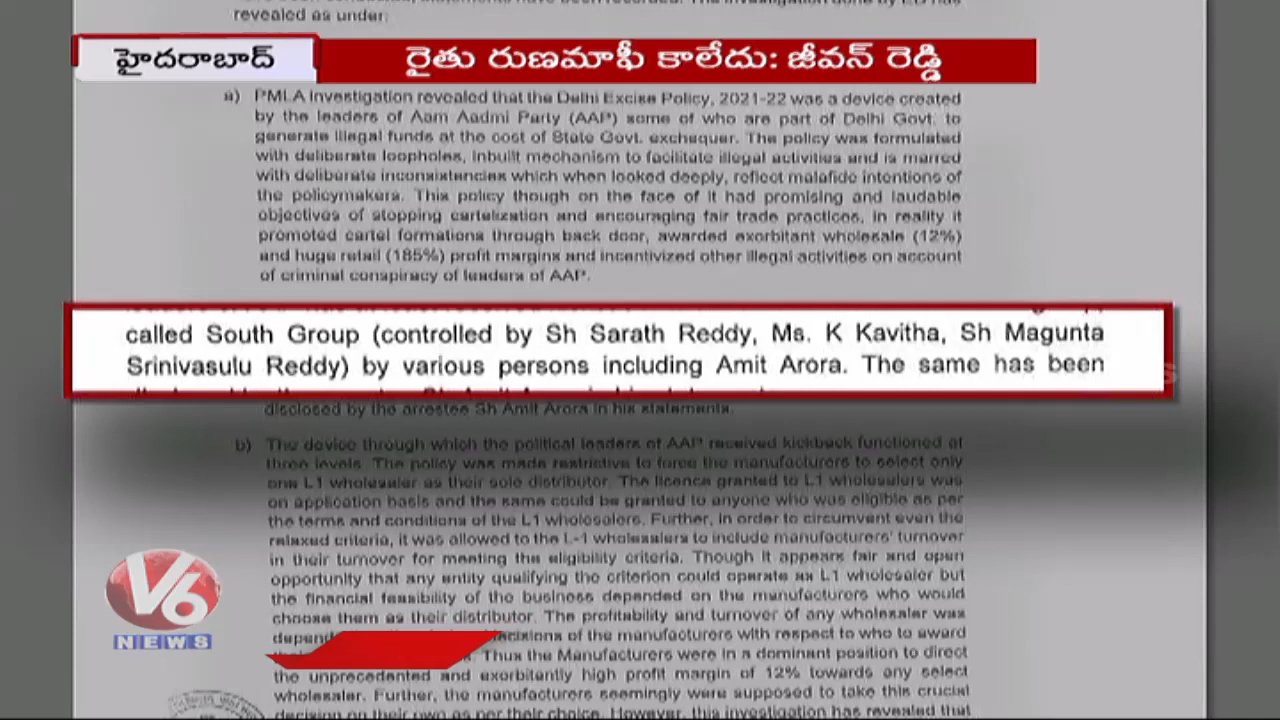 revealed as under:
హైదరాబాద్
రైతు రుణమాఫీ కాలేదు: జీవన్ రెడ్డి
a) PMLA investigation revealed that the Delhi Excise Policy, 2021-22 was a device created
by the leaders of Aam Aadmi Party (AAP) some of who are part of Delhi Govt. to
generate illegal funds at the cost of State Govt. exchequer. The policy was formulated
with deliberate loopholes, inbuilt mechanism to facilitate illegal activities and is marred
with deliberate inconsistencies which when looked deeply, reflect malafide intentions of
the policymakers. This policy though on the face of it had promising and laudable
objectives of stopping cartelization and encouraging fair trade practices, in reality it
promoted cartel formations through back door, awarded exorbitant wholesale (12%)
and huge retail (185%) profit margins and incentivized other illegal activities on account
of criminal conspiracy of leaders of AAP.
called South Group (controlled by Sh Sarath Reddy, Ms. K Kavitha, Sh Magunta
Srinivasulu Reddy) by various persons including Amit Arora. The same has been
disclosed by the arrestee Sh Amit Arora in his statements.
b) The device through which the political leaders of AAP received kickback functioned at
three levels. The policy was made restrictive to force the manufacturers to select only
one L1 wholesaler as their sole distributor. The licence granted to L1 wholesalers was
on application basis and the same could be granted to anyone who was eligible as per
the terms and conditions of the L1 wholesalers. Further, in order to circumvent even the
relaxed criteria, it was allowed to the L-1 wholesalers to include manufacturers' turnover
in their turnover for meeting the eligibility criteria. Though it appears fair and open
opportunity that any entity qualifying the criterion could operate as L1 wholesaler but
the financial feasibility of the business depended on the manufacturers who would
choose them as their distributor. The profitability and turnover of any wholesaler was
of the manufacturers with respect to who to award
Thus the Manufacturers were in a dominant position to direct
the unprecedented and exorbitantly high profit margin of 12% towards any select
wholesaler. Further, the manufacturers seemingly were supposed to take this crucial
decision on their own as per their choice. However, this investigation has revealed that
V6
NEWS